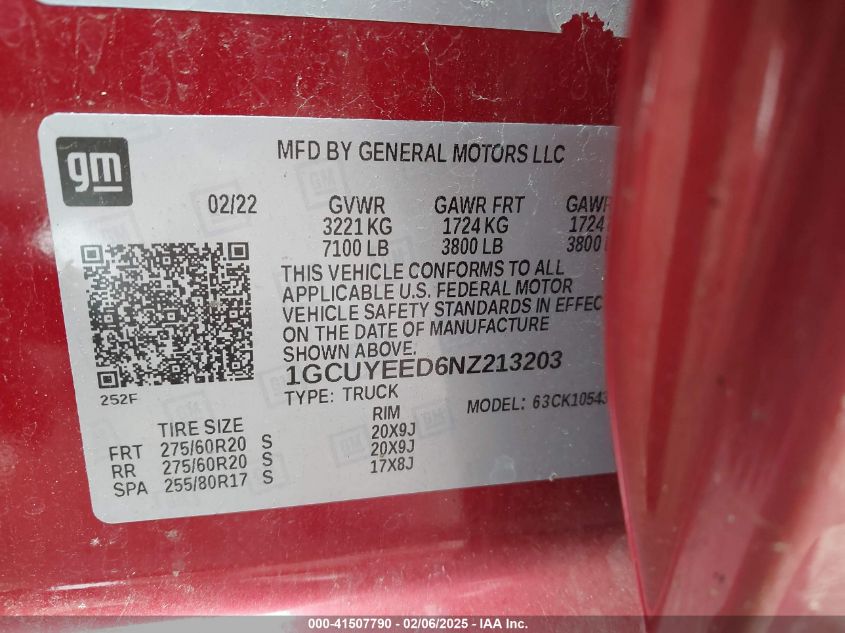 gm
MFD BY GENERAL MOTORS LLC
02/22 GVWR GAWR FRT
3221 KG 1724 KG 1724
7100 LB 3800 LB 3800
THIS VEHICLE CONFORMS TO ALL
APPLICABLE U.S. FEDERAL MOTOR
VEHICLE SAFETY STANDARDS IN EFFEC
ON THE DATE OF MANUFACTURE
SHOWN ABOVE.
1GCUYEED6NZ213203
252F
TYPE: TRUCK MODEL: 63CK10543
TIRE SIZE RIM
FRT 275/60R20 S 20X9J
RR 275/60R20 S 20X9J
SPA 255/80R17 S 17X8J
000-41507790 - 02/06/2025 - IAA Inc.